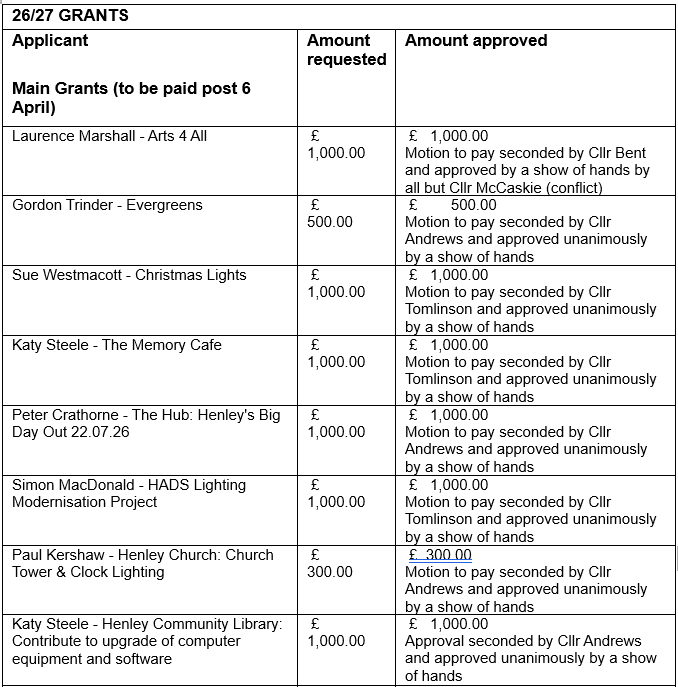 26/27 GRANTS
Applicant
Amount
requested
Amount approved
Main Grants (to be paid post 6
April)
Laurence Marshall - Arts 4 All
£
1,000.00
£ 1,000.00
Motion to pay seconded by Cllr Bent
and approved by a show of hands by
all but Cllr McCaskie (conflict)
Gordon Trinder - Evergreens
£
500.00
£ 500.00
Motion to pay seconded by Cllr
Andrews and approved unanimously
by a show of hands
Sue Westmacott - Christmas Lights
£
1,000.00
£ 1,000.00
Motion to pay seconded by Cllr
Tomlinson and approved unanimously
by a show of hands
Katy Steele - The Memory Cafe
£
1,000.00
£ 1,000.00
Motion to pay seconded by Cllr
Tomlinson and approved unanimously
by a show of hands
Peter Crathorne - The Hub: Henley's Big
Day Out 22.07.26
£
1,000.00
£ 1,000.00
Motion to pay seconded by Cllr
Andrews and approved unanimously
by a show of hands
Simon MacDonald - HADS Lighting
Modernisation Project
£
1,000.00
£ 1,000.00
Motion to pay seconded by Cllr
Tomlinson and approved unanimously
by a show of hands
Paul Kershaw - Henley Church: Church
Tower & Clock Lighting
£
300.00
£ 300.00
Motion to pay seconded by Cllr
Andrews and approved unanimously
by a show of hands
Katy Steele - Henley Community Library:
Contribute to upgrade of computer
equipment and software
£
1,000.00
£ 1,000.00
Approval seconded by Cllr Andrews
and approved unanimously by a show
of hands